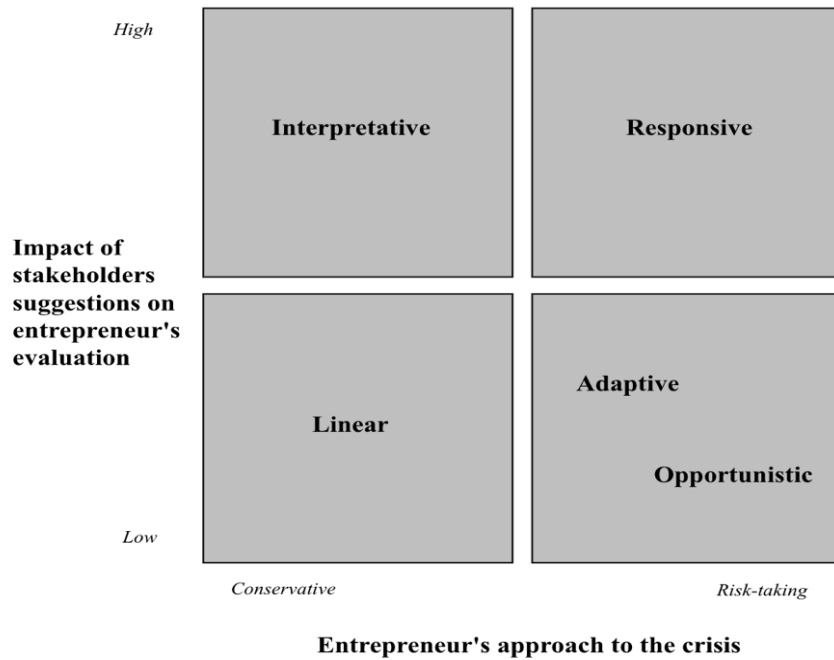 High
Interpretative
Responsive
Impact of
stakeholders
suggestions on
entrepreneur's
evaluation
Adaptive
Linear
Opportunistic
Low
Conservative
Risk-taking
Entrepreneur's approach to the crisis